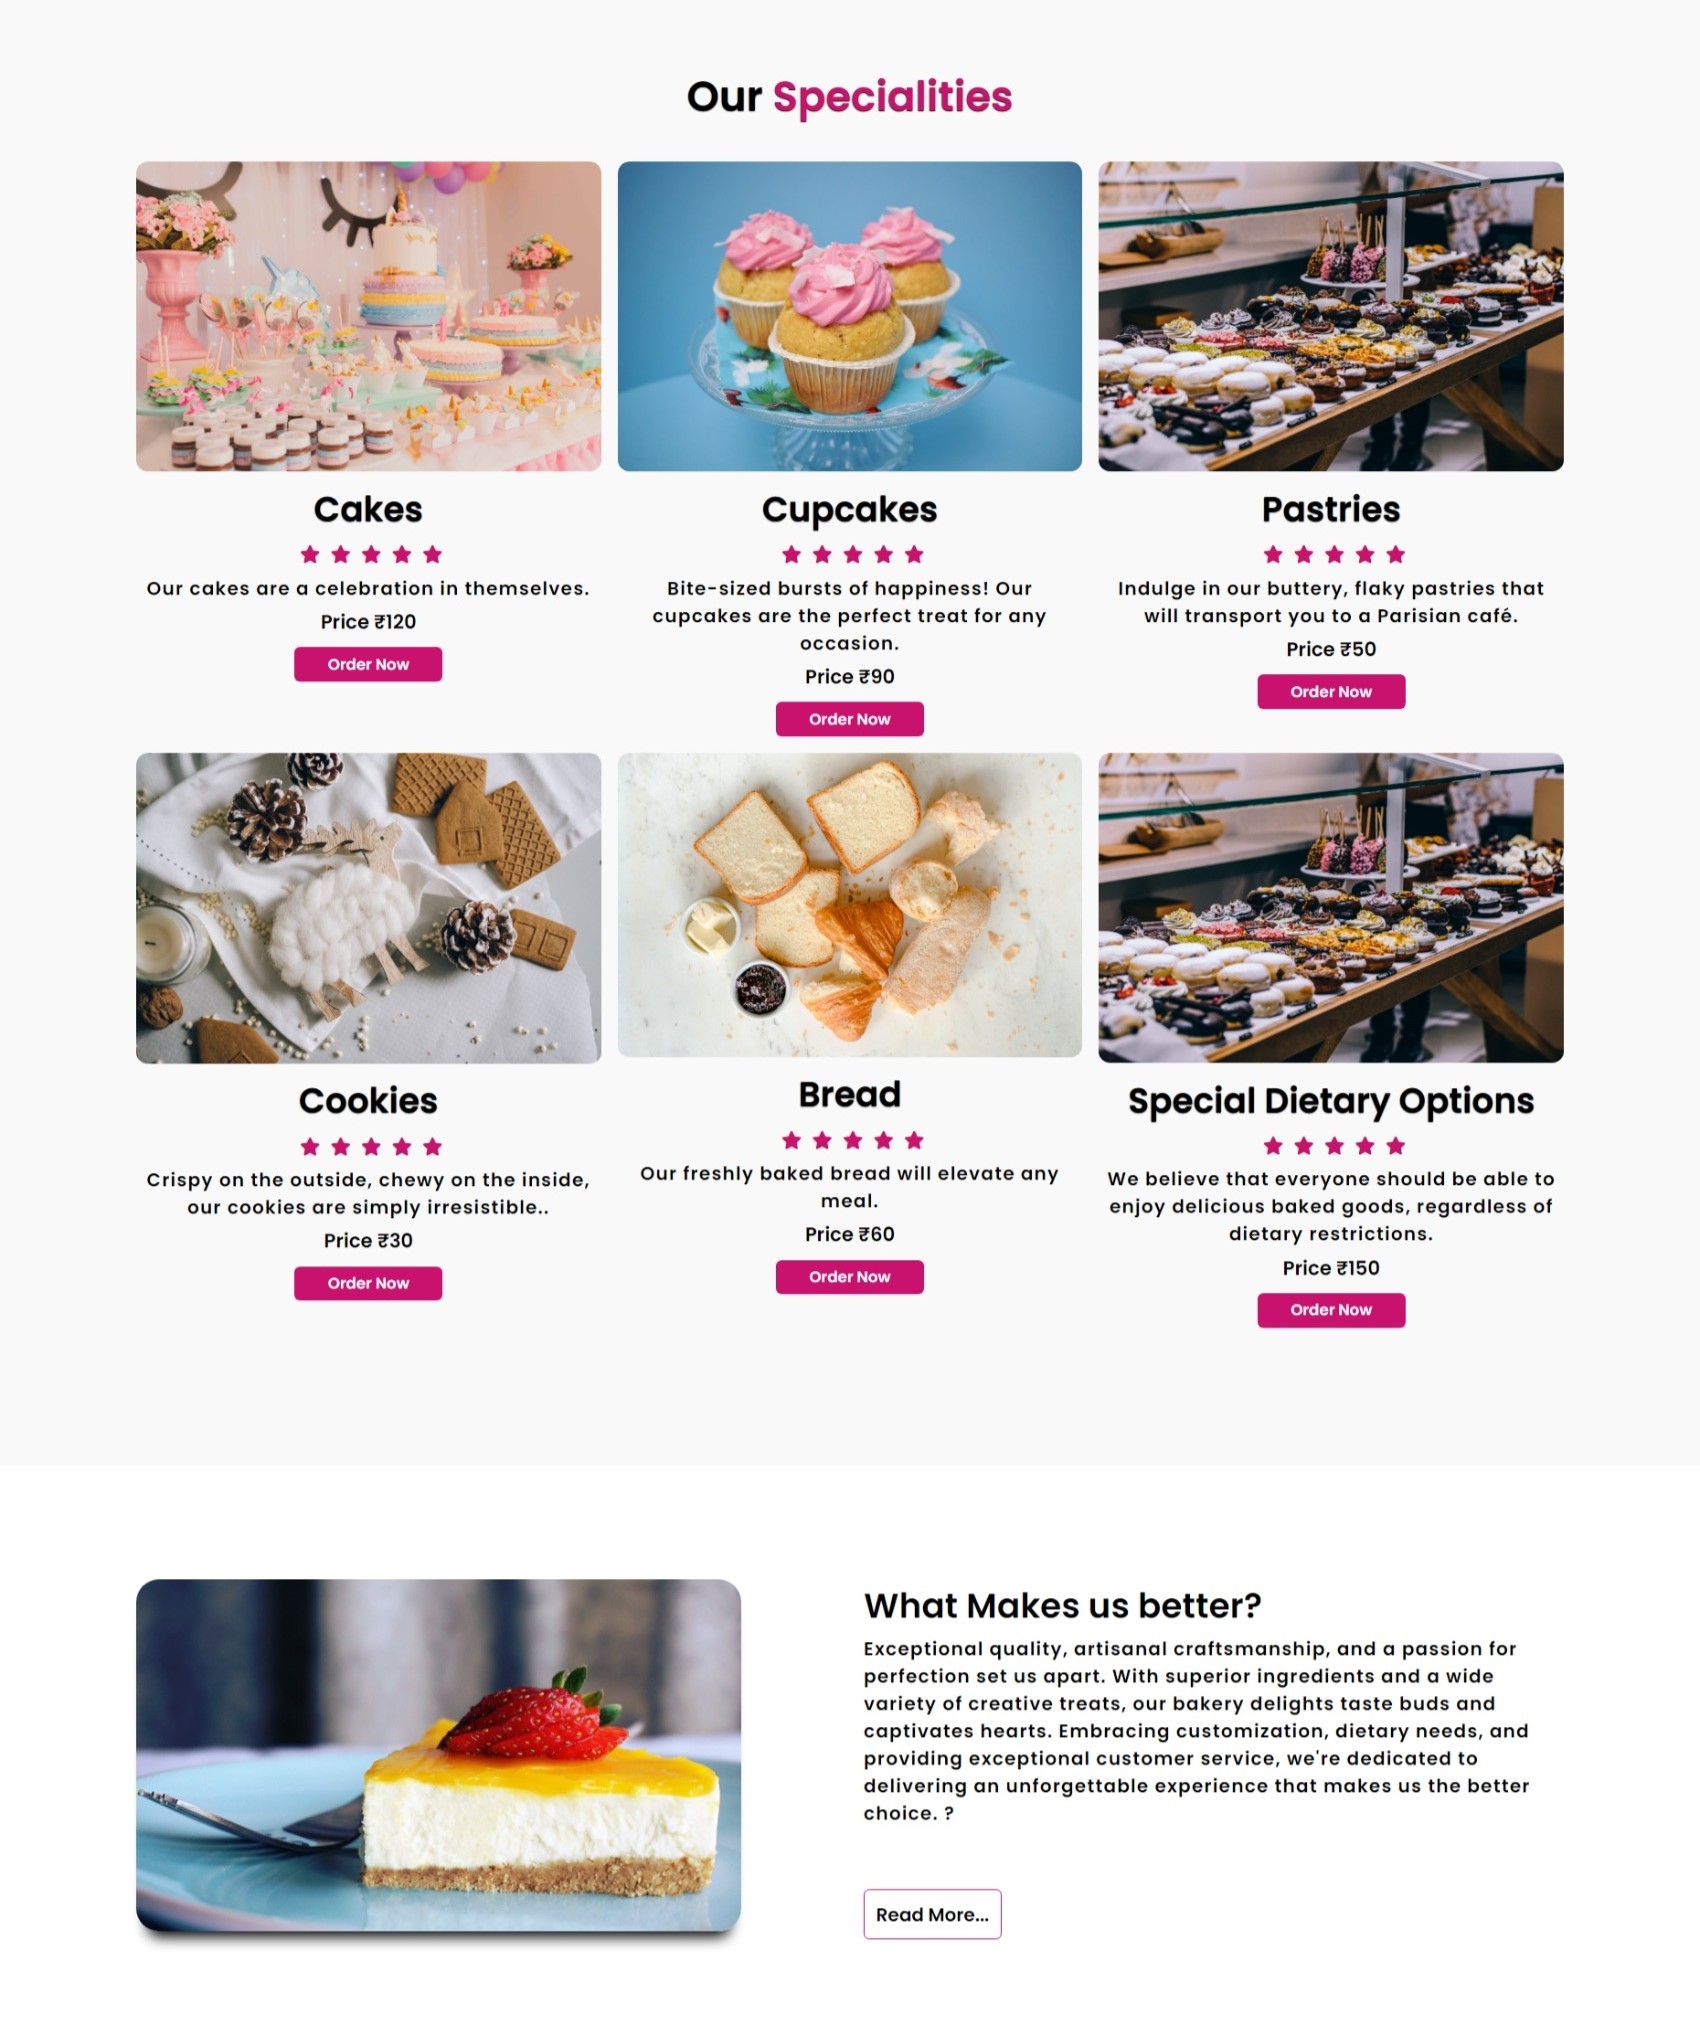 Our Specialities
Cakes
Our cakes are a celebration in themselves.
Price ₹120
Order Now
Cupcakes
Bite-sized bursts of happiness! Our
cupcakes are the perfect treat for any
occasion.
Price ₹90
Order Now
Pastries
Indulge in our buttery, flaky pastries that
will transport you to a Parisian café.
Price ₹50
Order Now
Cookies
Crispy on the outside, chewy on the inside,
our cookies are simply irresistible..
Price ₹30
Order Now
Bread
Our freshly baked bread will elevate any
meal.
Price ₹60
Order Now
Special Dietary Options
We believe that everyone should be able to
enjoy delicious baked goods, regardless of
dietary restrictions.
Price ₹150
Order Now
What Makes us better?
Exceptional quality, artisanal craftsmanship, and a passion for
perfection set us apart. With superior ingredients and a wide
variety of creative treats, our bakery delights taste buds and
captivates hearts. Embracing customization, dietary needs, and
providing exceptional customer service, we're dedicated to
delivering an unforgettable experience that makes us the better
choice. ?
Read More...